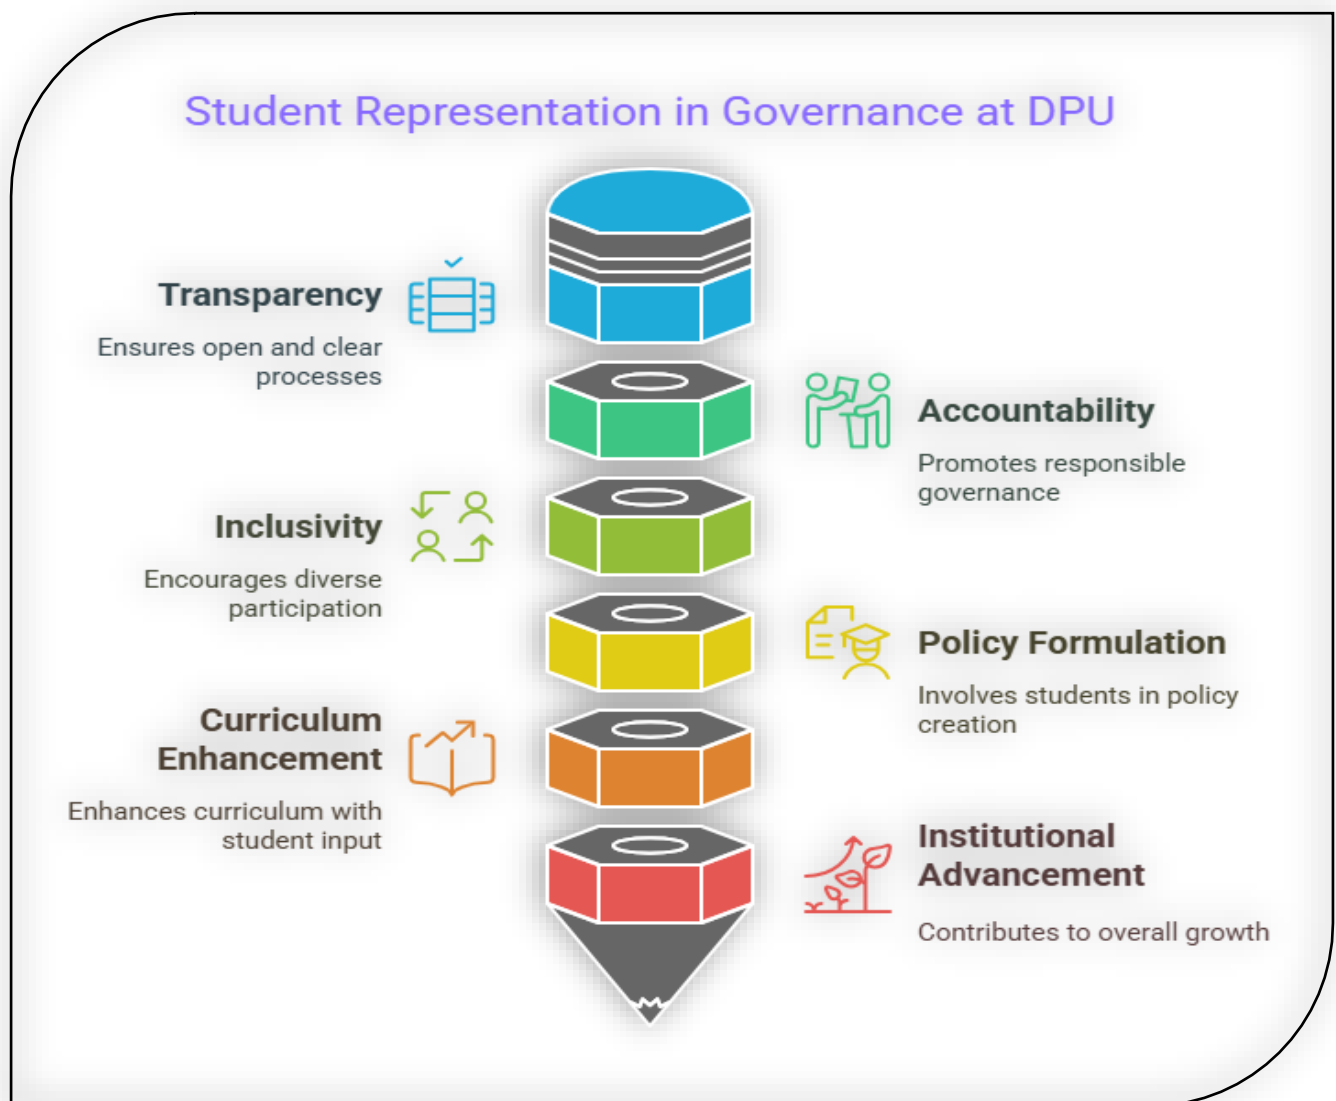 Student Representation in Governance at DPU
Transparency
Ensures open and clear
processes
Accountability
Promotes responsible
governance
Inclusivity
Encourages diverse
participation
Policy Formulation
Involves students in policy
creation
Curriculum
Enhancement
Enhances curriculum with
student input
Institutional
Advancement
Contributes to overall growth